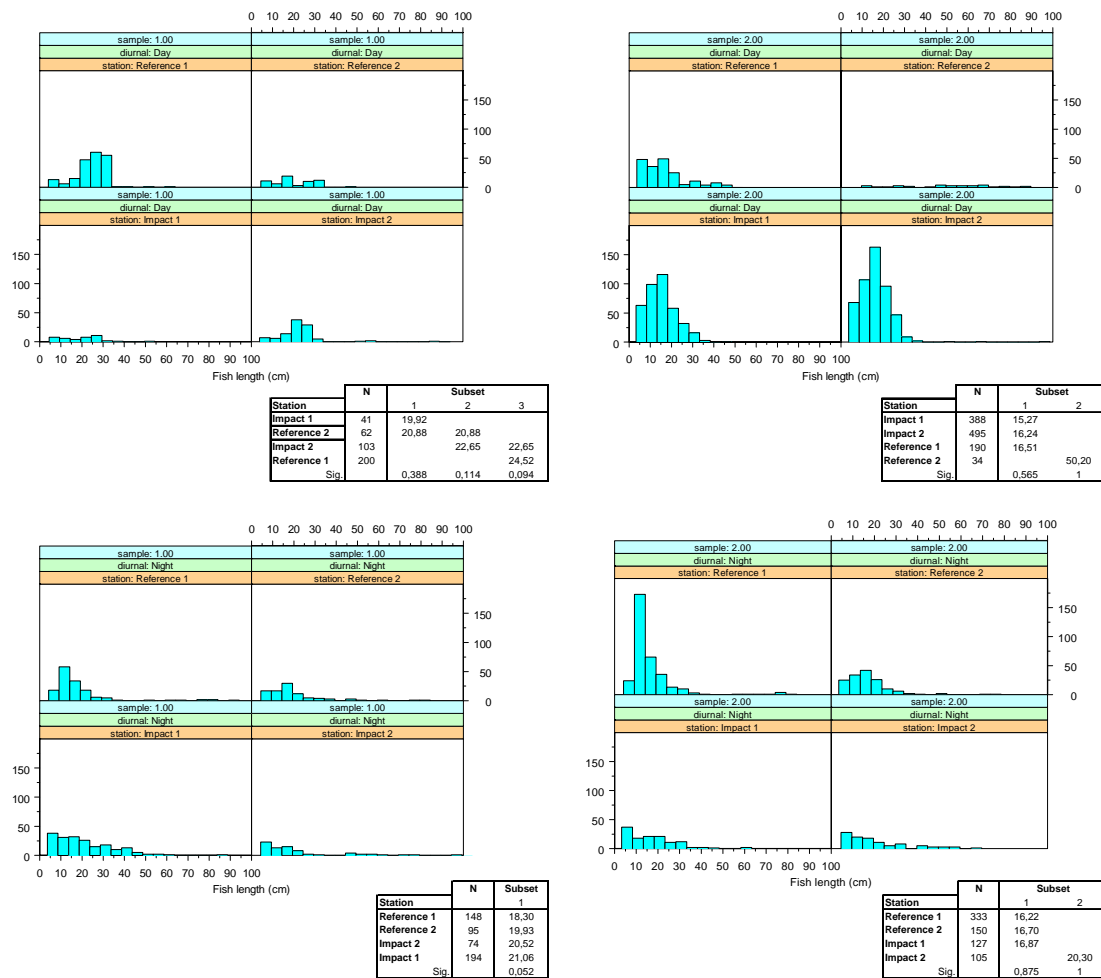 0 10 20 30 40 50 60 70 80 90 100
sample: 1.00 sample: 1.00
diurnal: Day diurnal: Day
station: Reference 1 station: Reference 2
150
100
50
0
sample: 1.00 sample: 1.00
diurnal: Day diurnal: Day
station: Impact 1 station: Impact 2
150
100
50
0
0 10 20 30 40 50 60 70 80 90 100
Fish length (cm)
N Subset
Station 1 2 3
Impact 1 41 19,92
Reference 2 62 20,88 20,88
Impact 2 103 22,65 22,65
Reference 1 200 24,52
Sig. 0,388 0,114 0,094
0 10 20 30 40 50 60 70 80 90 100
sample: 2.00 sample: 2.00
diurnal: Day diurnal: Day
station: Reference 1 station: Reference 2
150
100
50
0
sample: 2.00 sample: 2.00
diurnal: Day diurnal: Day
station: Impact 1 station: Impact 2
150
100
50
0
0 10 20 30 40 50 60 70 80 90 100
Fish length (cm)
N Subset
Station 1 2
Impact 1 388 15,27
Impact 2 495 16,24
Reference 1 190 16,51
Reference 2 34 50,20
Sig. 0,565 1
0 10 20 30 40 50 60 70 80 90 100
sample: 1.00 sample: 1.00
diurnal: Night diurnal: Night
station: Reference 1 station: Reference 2
150
100
50
0
sample: 1.00 sample: 1.00
diurnal: Night diurnal: Night
station: Impact 1 station: Impact 2
150
100
50
0
0 10 20 30 40 50 60 70 80 90 100
Fish length (cm)
N Subset
Station 1
Reference 1 148 18,30
Reference 2 95 19,93
Impact 2 74 20,52
Impact 1 194 21,06
Sig. 0,052
0 10 20 30 40 50 60 70 80 90 100
sample: 2.00 sample: 2.00
diurnal: Night diurnal: Night
station: Reference 1 station: Reference 2
150
100
50
0
sample: 2.00 sample: 2.00
diurnal: Night diurnal: Night
station: Impact 1 station: Impact 2
150
100
50
0
10 20 30 40 50 60 70 80 90 100
Fish length (cm)
N Subset
Station 1 2
Reference 1 333 16,22
Reference 2 150 16,70
Impact 1 127 16,87
Impact 2 105 20,30
Sig. 0,875 1